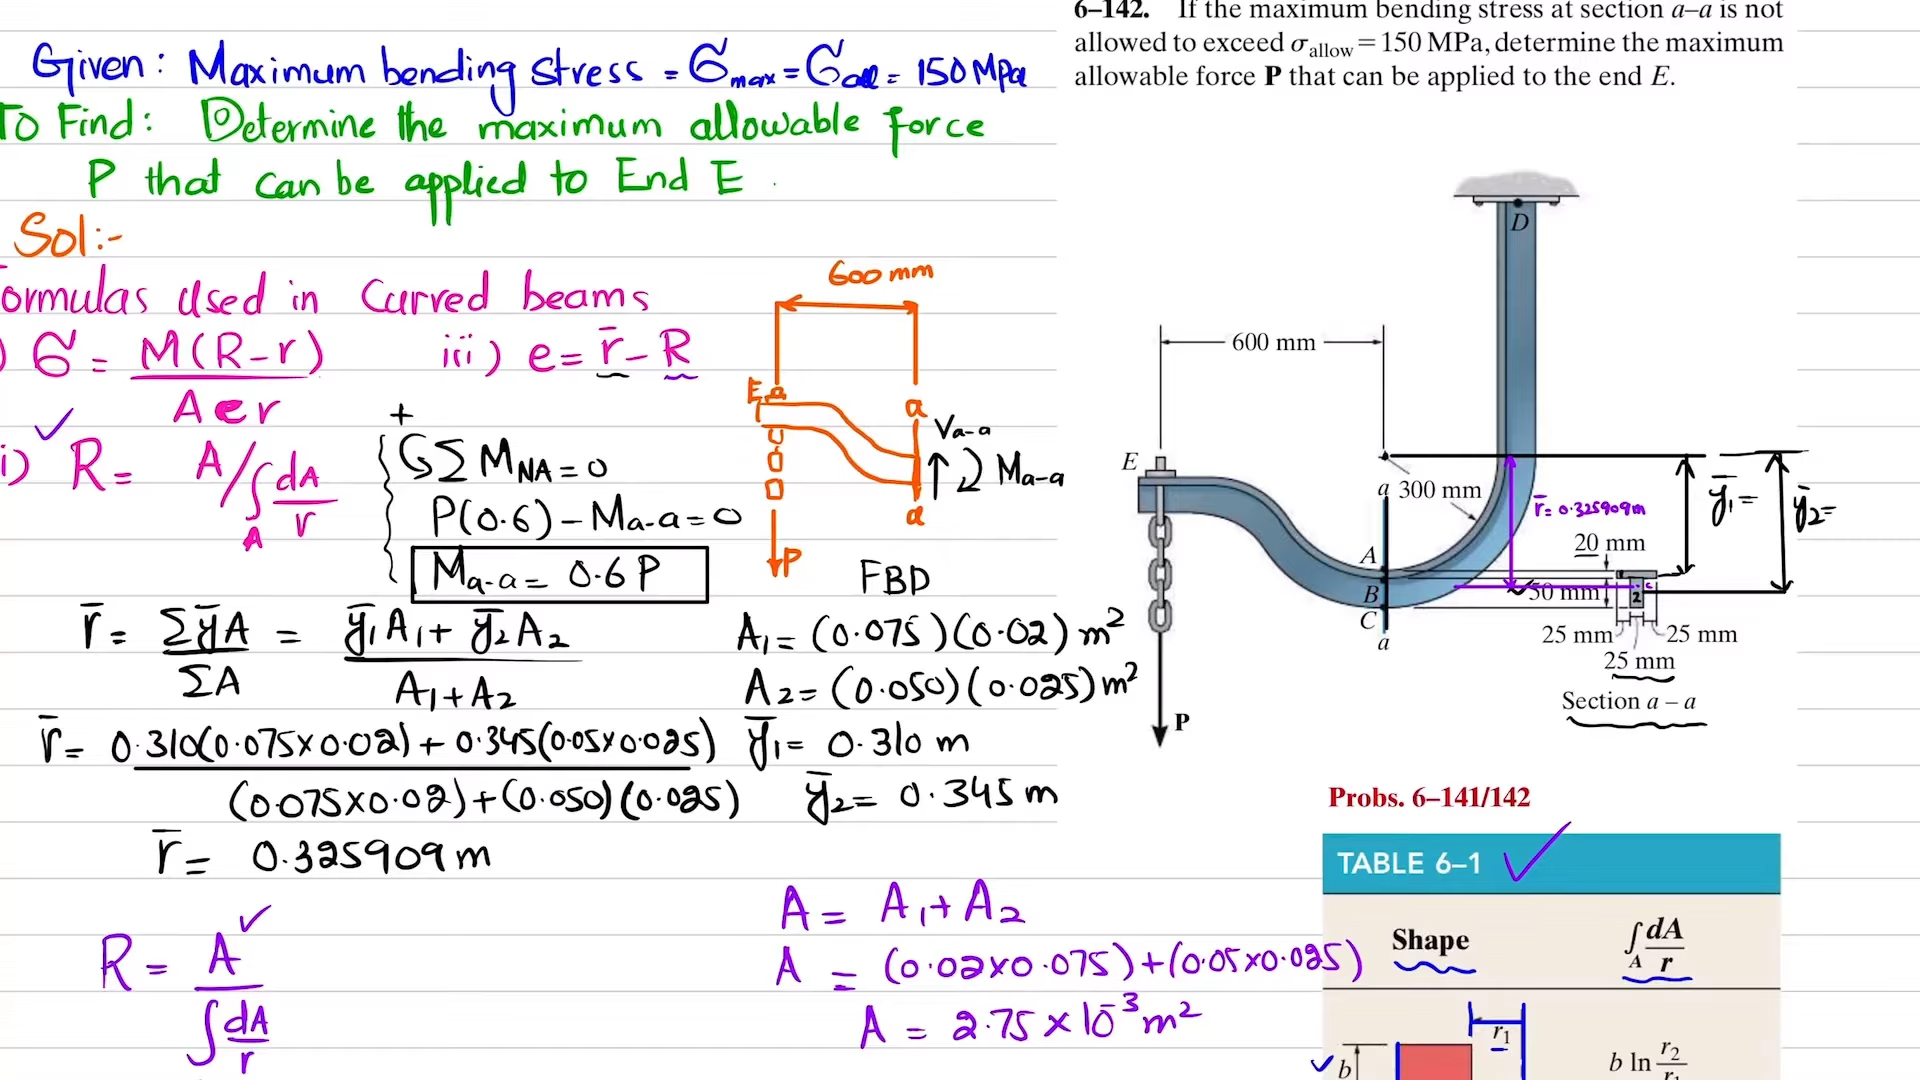 6–142. If the maximum bending stress at section a–a is not
allowed to exceed σallow = 150 MPa, determine the maximum
allowable force P that can be applied to the end E.
Given: Maximum bending stress = σmax = σall = 150 MPa
To Find: Determine the maximum allowable force
P that can be applied to End E.
Sol:-
ormulas used in Curved beams
) σ = M(R-r) / Aer
iii) e = r̄ - R
i) R = A / ∫A dA/r
+
↺ ΣM_NA = 0
P(0.6) - Ma-a = 0
Ma-a = 0.6P
600 mm
E
a
Va-a
Ma-a
a
P
FBD
r̄ = ΣȳA / ΣA = ȳ1A1 + ȳ2A2 / A1 + A2
A1 = (0.075)(0.02) m²
A2 = (0.050)(0.025) m²
r̄ = 0.310(0.075×0.02) + 0.345(0.05×0.025) / (0.075×0.02) + (0.050)(0.025)
ȳ1 = 0.310 m
ȳ2 = 0.345 m
r̄ = 0.325909 m
R = A / ∫dA/r
A = A1 + A2
A = (0.02×0.075) + (0.05×0.025)
A = 2.75 × 10⁻³ m²
D
600 mm
E
a 300 mm
r̄ = 0.325909m
ȳ1 =
ȳ2 =
20 mm
A
B
50 mm
2
C
a
25 mm
25 mm
25 mm
Section a – a
P
Probs. 6–141/142
TABLE 6–1
Shape
∫A dA/r
r1
b
b ln r2/r1